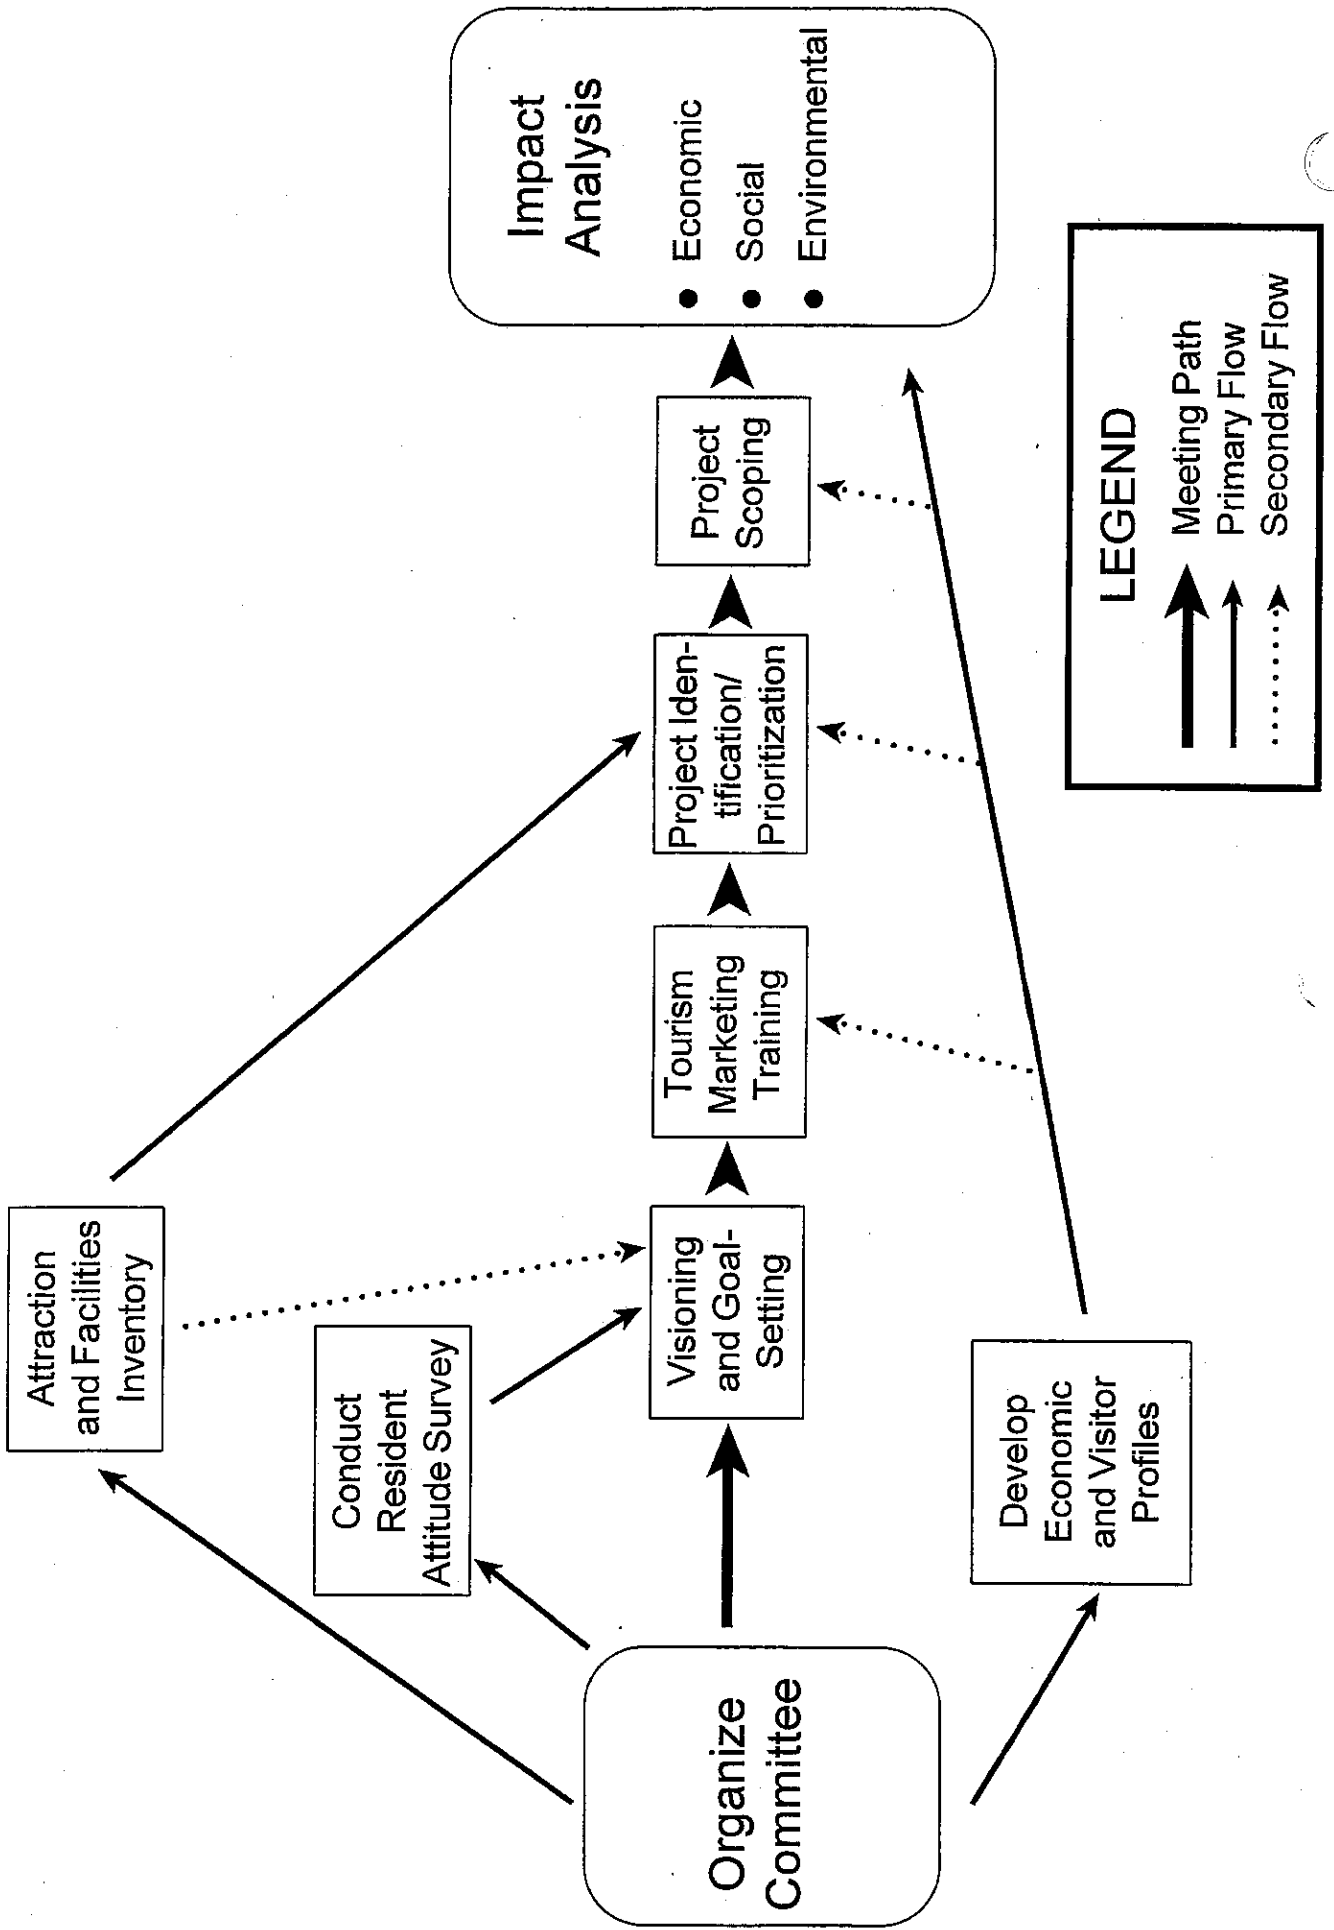 Organize
Committee
Attraction
and Facilities
Inventory
Conduct
Resident
Attitude Survey
Develop
Economic
and Visitor
Profiles
Visioning
and Goal-
Setting
Tourism
Marketing
Training
Project Iden-
tification/
Prioritization
Project
Scoping
Impact
Analysis
● Economic
● Social
● Environmental
LEGEND
Meeting Path
Primary Flow
Secondary Flow